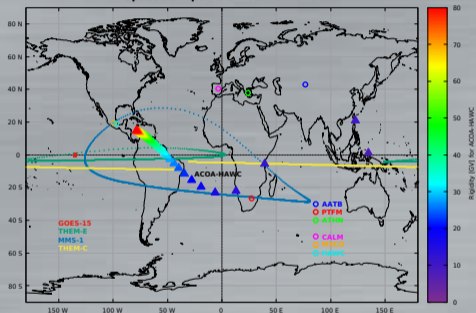 80 N
60 N
40 N
20 N
0
20 S
40 S
60 S
80 S
150 W
100 W
50 W
0
50 E
100 E
150 E
ACOA-HAWC
GOES-15
THEM-E
MMS-1
THEM-C
AATB
PTFM
ATHN
CALM
80
70
60
50
40
30
20
10
0
Rigidity [GV] for ACOA-HAWC